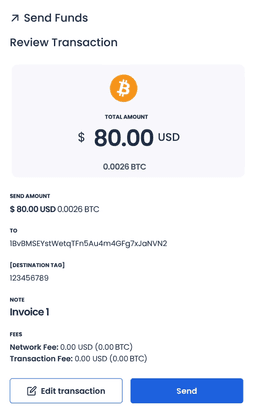 Send Funds
Review Transaction
TOTAL AMOUNT
$ 80.00 USD
0.0026 BTC
SEND AMOUNT
$ 80.00 USD 0.0026 BTC
TO
1BvBMSEYstWetqTFn5Au4m4GFg7xJaNVN2
[DESTINATION TAG]
123456789
NOTE
Invoice 1
FEES
Network Fee: 0.00 USD (0.00 BTC)
Transaction Fee: 0.00 USD (0.00 BTC)
Edit transaction
Send